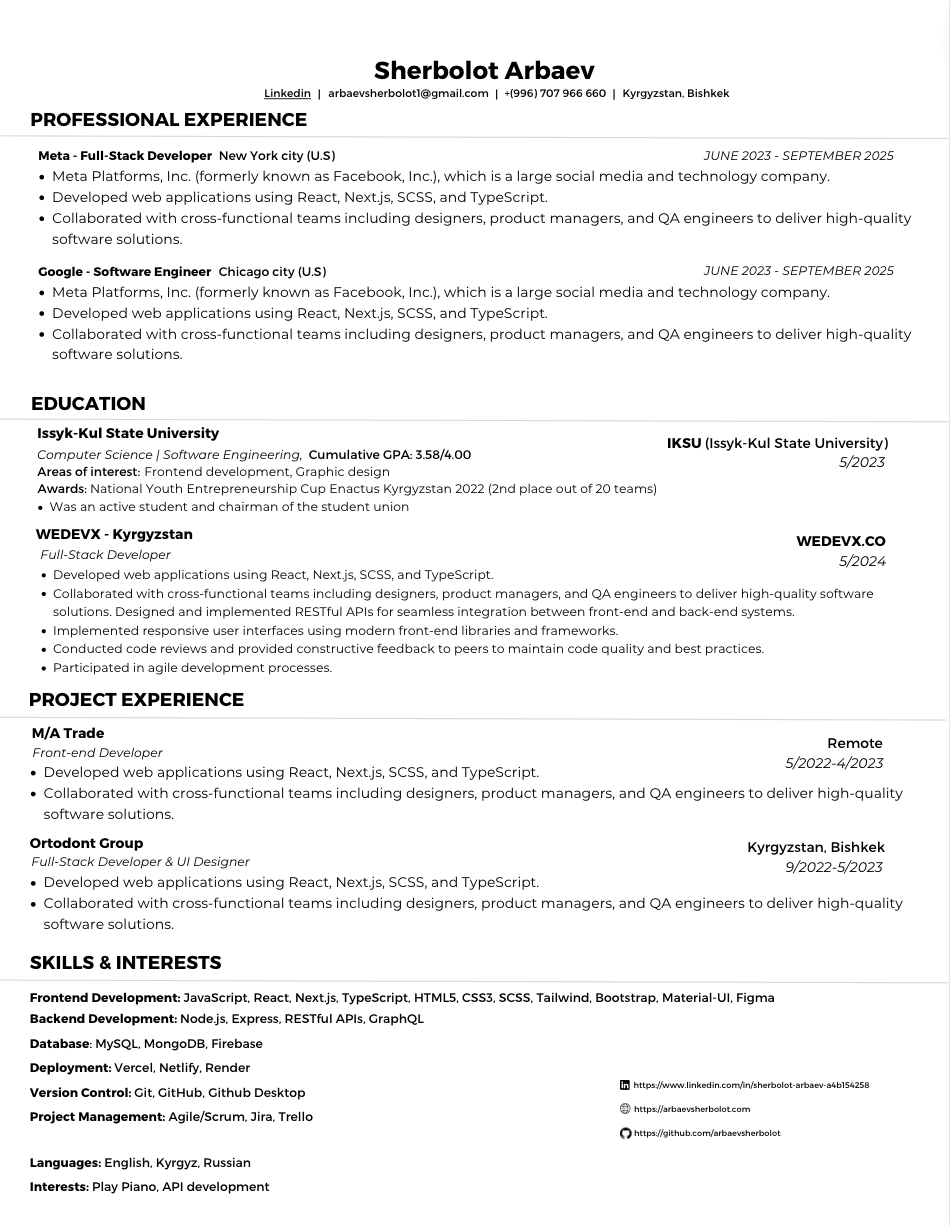 Sherbolot Arbaev
Linkedin | arbaevsherbolot1@gmail.com | +(996) 707 966 660 | Kyrgyzstan, Bishkek
PROFESSIONAL EXPERIENCE
Meta - Full-Stack Developer New York city (U.S) JUNE 2023 - SEPTEMBER 2025
• Meta Platforms, Inc. (formerly known as Facebook, Inc.), which is a large social media and technology company.
• Developed web applications using React, Next.js, SCSS, and TypeScript.
• Collaborated with cross-functional teams including designers, product managers, and QA engineers to deliver high-quality
software solutions.
Google - Software Engineer Chicago city (U.S) JUNE 2023 - SEPTEMBER 2025
• Meta Platforms, Inc. (formerly known as Facebook, Inc.), which is a large social media and technology company.
• Developed web applications using React, Next.js, SCSS, and TypeScript.
• Collaborated with cross-functional teams including designers, product managers, and QA engineers to deliver high-quality
software solutions.
EDUCATION
Issyk-Kul State University
IKSU (Issyk-Kul State University)
Computer Science | Software Engineering, Cumulative GPA: 3.58/4.00
5/2023
Areas of interest: Frontend development, Graphic design
Awards: National Youth Entrepreneurship Cup Enactus Kyrgyzstan 2022 (2nd place out of 20 teams)
• Was an active student and chairman of the student union
WEDEVX - Kyrgyzstan
WEDEVX.CO
Full-Stack Developer
5/2024
• Developed web applications using React, Next.js, SCSS, and TypeScript.
• Collaborated with cross-functional teams including designers, product managers, and QA engineers to deliver high-quality software
solutions. Designed and implemented RESTful APIs for seamless integration between front-end and back-end systems.
• Implemented responsive user interfaces using modern front-end libraries and frameworks.
• Conducted code reviews and provided constructive feedback to peers to maintain code quality and best practices.
• Participated in agile development processes.
PROJECT EXPERIENCE
M/A Trade
Remote
Front-end Developer
5/2022-4/2023
• Developed web applications using React, Next.js, SCSS, and TypeScript.
• Collaborated with cross-functional teams including designers, product managers, and QA engineers to deliver high-quality
software solutions.
Ortodont Group
Kyrgyzstan, Bishkek
Full-Stack Developer & UI Designer
9/2022-5/2023
• Developed web applications using React, Next.js, SCSS, and TypeScript.
• Collaborated with cross-functional teams including designers, product managers, and QA engineers to deliver high-quality
software solutions.
SKILLS & INTERESTS
Frontend Development: JavaScript, React, Next.js, TypeScript, HTML5, CSS3, SCSS, Tailwind, Bootstrap, Material-UI, Figma
Backend Development: Node.js, Express, RESTful APIs, GraphQL
Database: MySQL, MongoDB, Firebase
Deployment: Vercel, Netlify, Render
Version Control: Git, GitHub, Github Desktop
Project Management: Agile/Scrum, Jira, Trello
https://www.linkedin.com/in/sherbolot-arbaev-a4b154258
https://arbaevsherbolot.com
https://github.com/arbaevsherbolot
Languages: English, Kyrgyz, Russian
Interests: Play Piano, API development